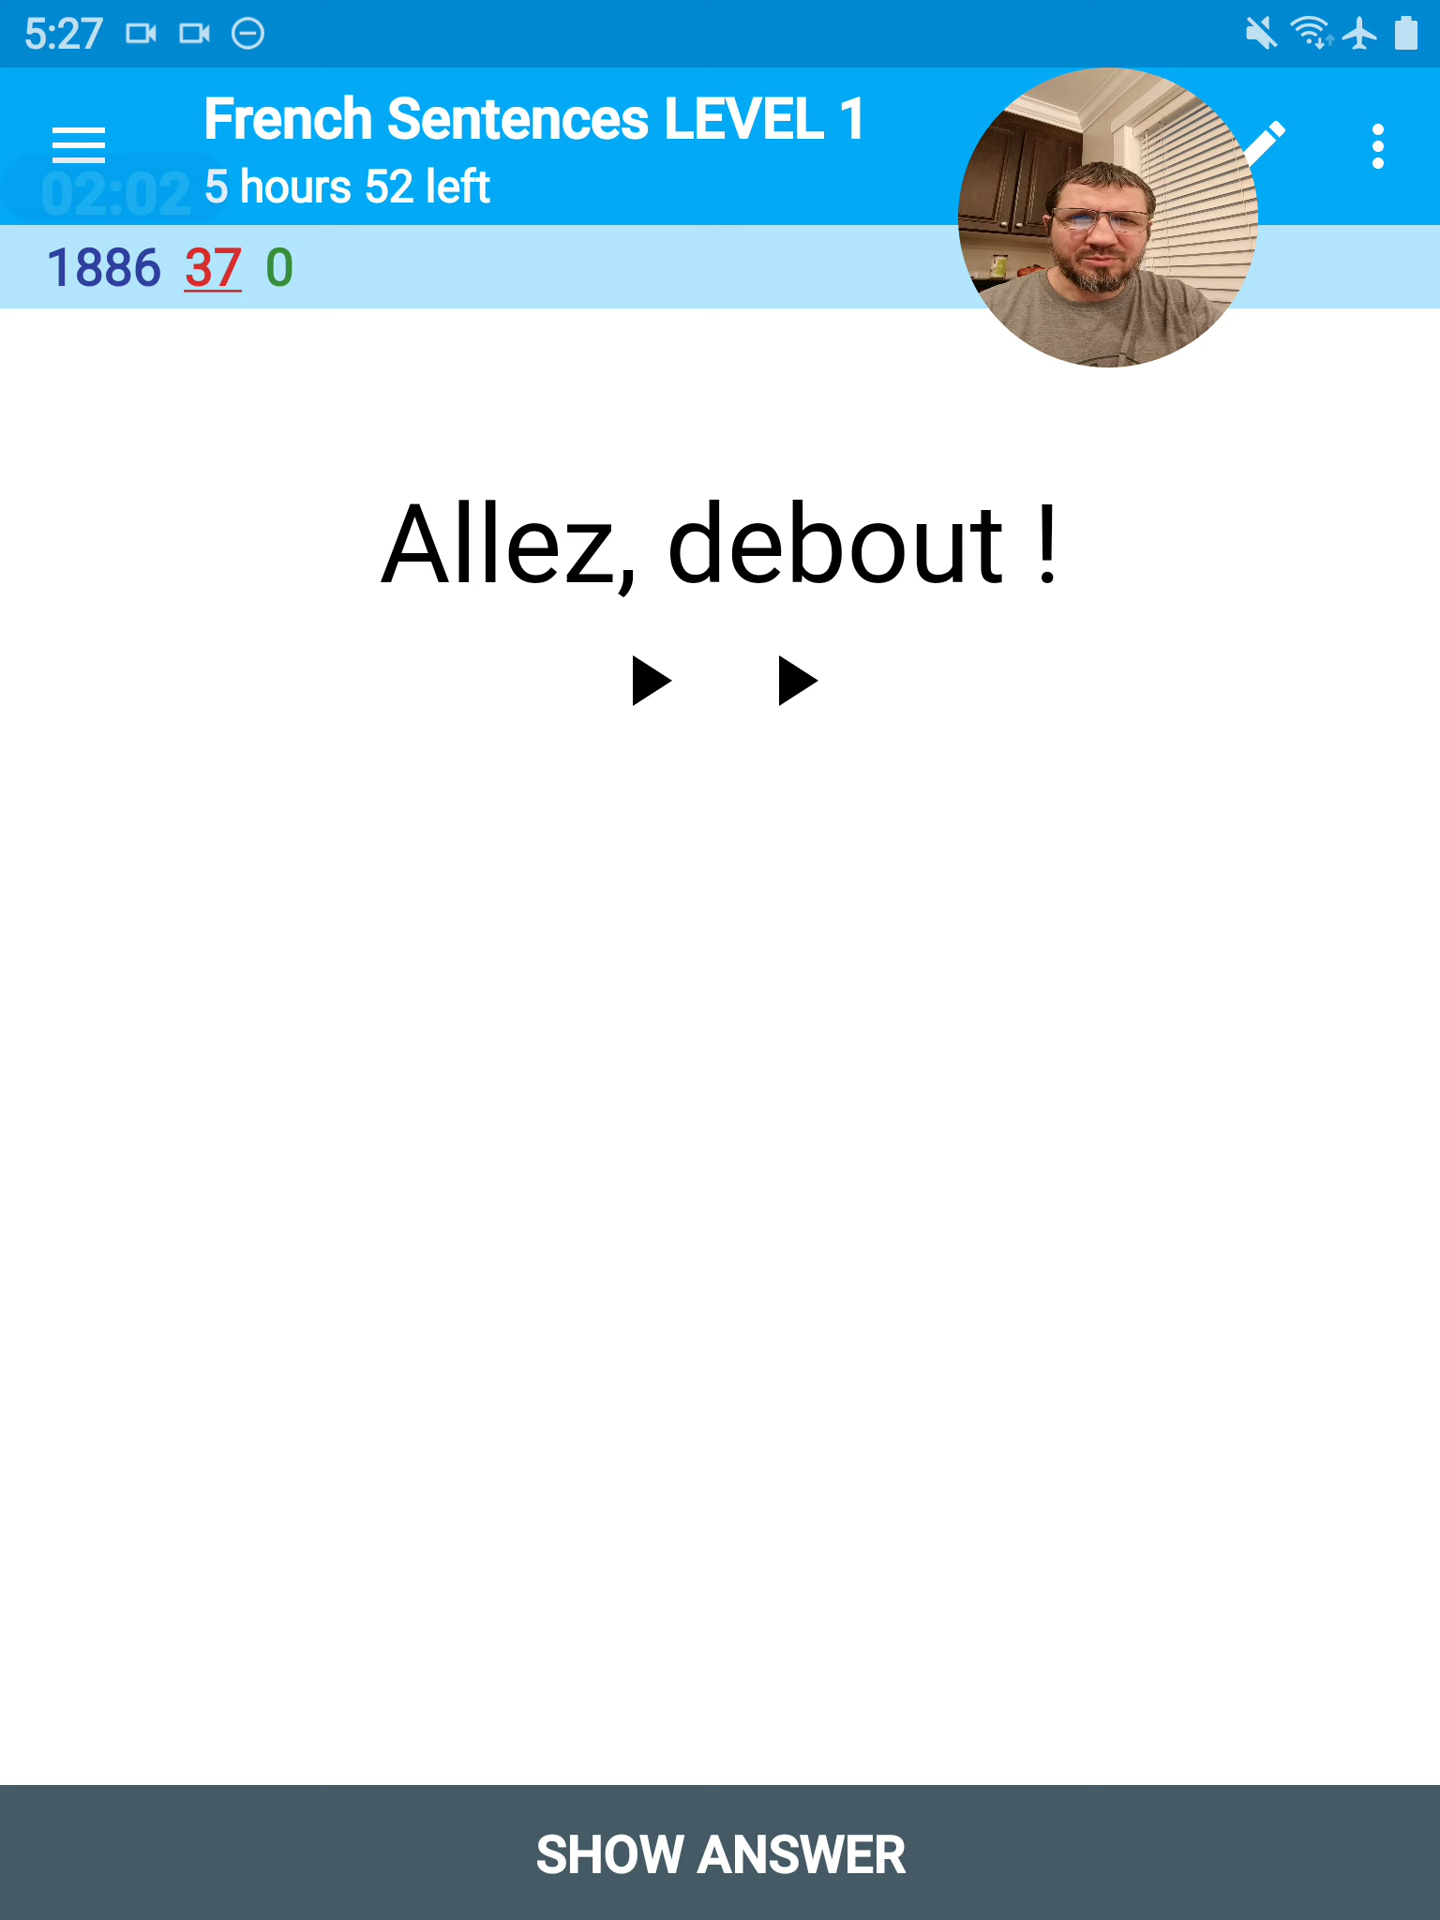 5:27
French Sentences LEVEL 1
02:02 5 hours 52 left
1886 37 0
Allez, debout !
SHOW ANSWER